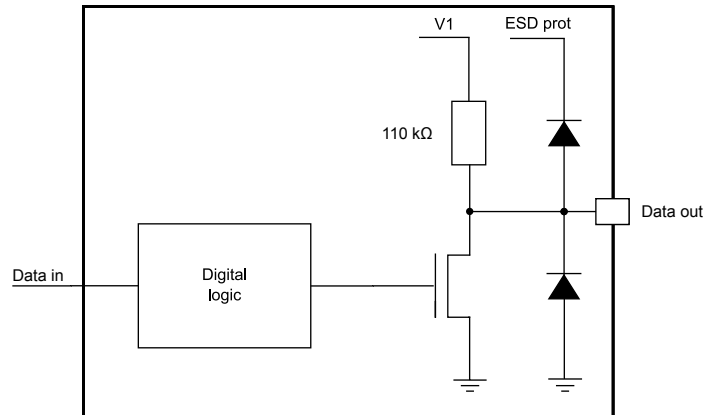 V1
ESD prot
110 kΩ
Data out
Data in
Digital
logic